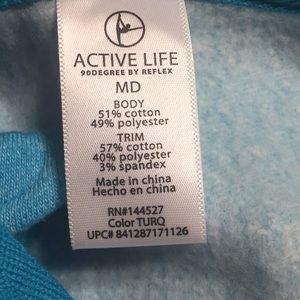 ACTIVE LIFE
90DEGREE BY REFLEX
MD
BODY
51% cotton
49% polyester
TRIM
57% cotton
40% polyester
3% spandex
Made in china
Hecho en china
RN#144527
Color TURQ
UPC# 841287171126